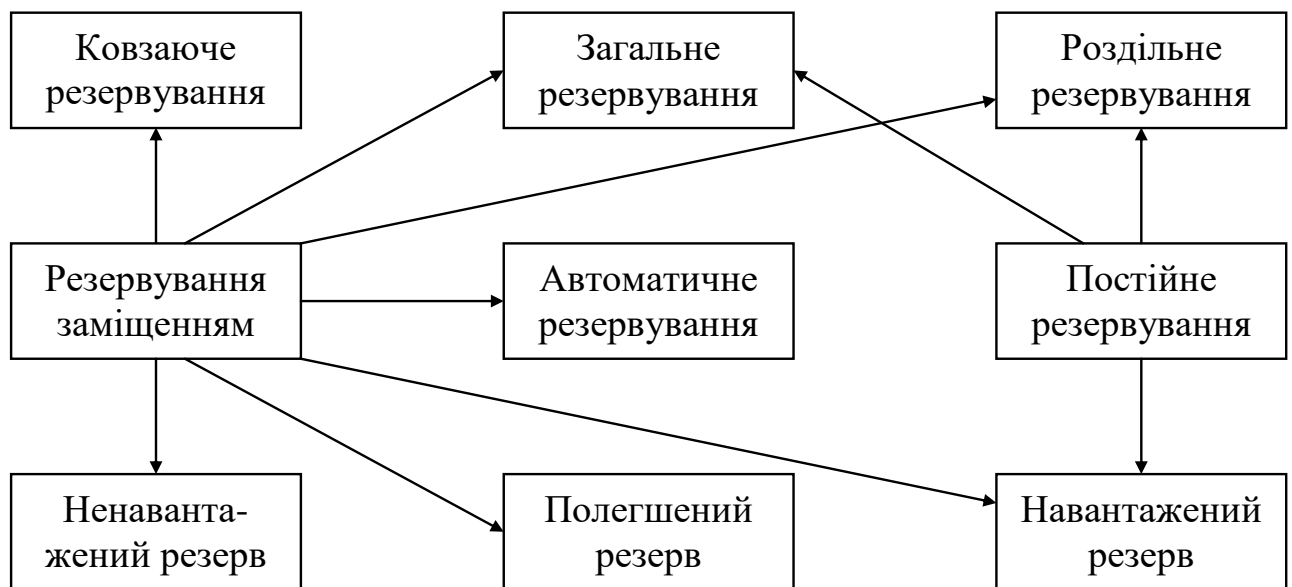 Ковзаюче
резервування
Загальне
резервування
Роздільне
резервування
Резервування
заміщенням
Автоматичне
резервування
Постійне
резервування
Ненаванта-
жений резерв
Полегшений
резерв
Навантажений
резерв